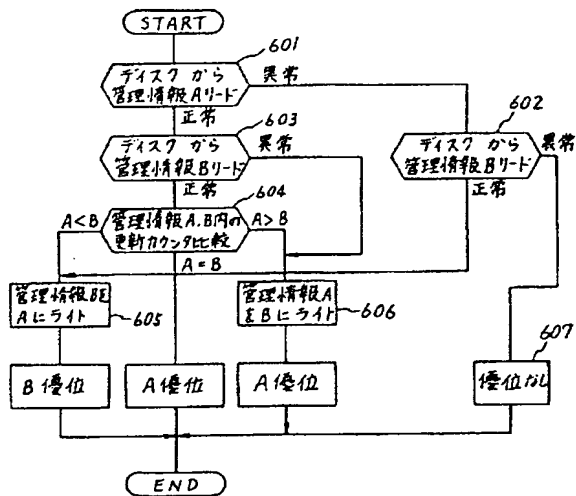 START
601
ディスクから
管理情報Aリード
異常
正常
603
ディスクから
管理情報Bリード
異常
正常
602
ディスクから
管理情報Bリード
異常
正常
604
A<B
管理情報A,B内の
更新カウンタ比較
A>B
A=B
管理情報Bを
Aにライト
605
管理情報A
をBにライト
606
607
B優位
A優位
A優位
優位なし
END